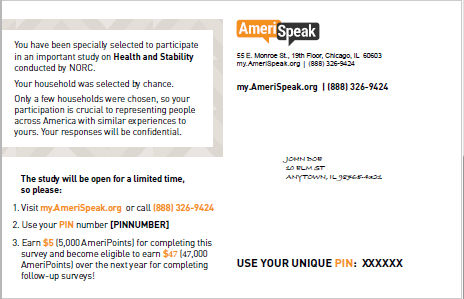 You have been specially selected to participate
in an important study on Health and Stability
conducted by NORC.
Your household was selected by chance.
Only a few households were chosen, so your
participation is crucial to representing people
across America with similar experiences to
yours. Your responses will be confidential.
The study will be open for a limited time,
so please:
1. Visit my.AmeriSpeak.org or call (888) 326-9424
2. Use your PIN number [PINNUMBER]
3. Earn $5 (5,000 AmeriPoints) for completing this
survey and become eligible to earn $47 (47,000
AmeriPoints) over the next year for completing
follow-up surveys!
AmeriSpeak
55 E. Monroe St., 19th Floor, Chicago, IL 60603
my.AmeriSpeak.org | (888) 326-9424
my.AmeriSpeak.org | (888) 326-9424
JOHN DOE
10 ELM ST
ANYTOWN, IL
USE YOUR UNIQUE PIN: XXXXXX